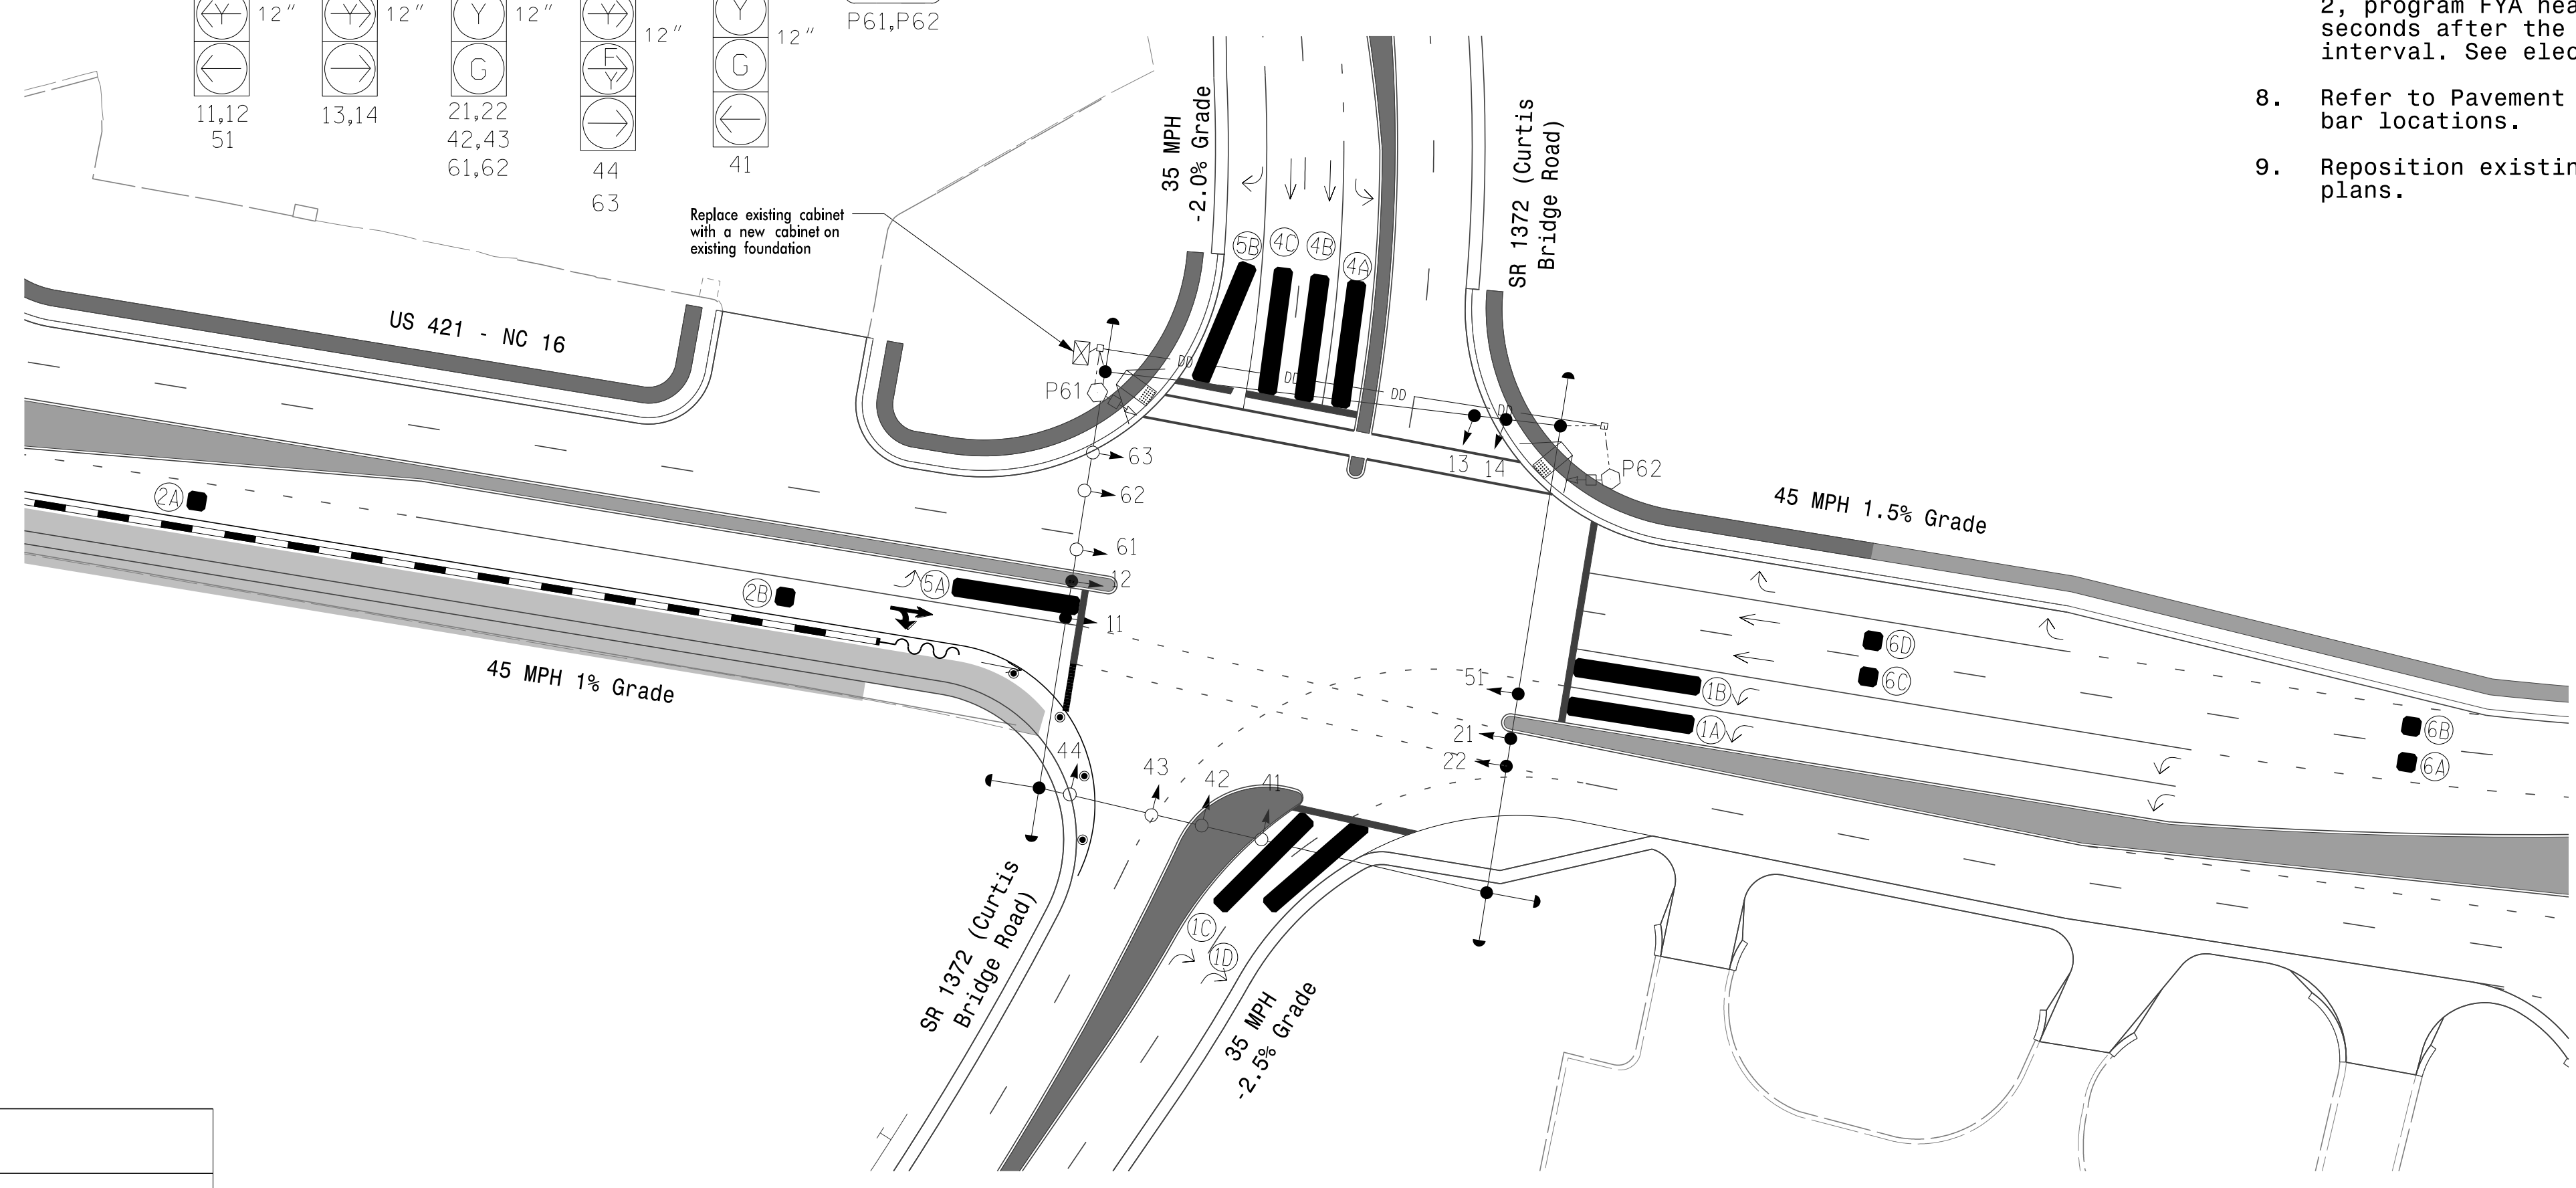 Y 12"
Y 12"
Y 12"
Y 12"
Y 12"
G
F
Y
G
11,12
51
13,14
21,22
42,43
61,62
44
63
41
P61,P62
2, program FYA hea
seconds after the
interval. See elec
8. Refer to Pavement
bar locations.
9. Reposition existin
plans.
Replace existing cabinet
with a new cabinet on
existing foundation
35 MPH
-2.0% Grade
SR 1372 (Curtis
Bridge Road)
US 421 - NC 16
5B
4C
4B
4A
DD
DD
DD
DD
P61
P62
63
62
61
12
11
13
14
45 MPH 1.5% Grade
2A
2B
5A
45 MPH 1% Grade
51
21
22
1B
1A
6D
6C
6B
6A
44
43
42
41
1C
1D
SR 1372 (Curtis
Bridge Road)
35 MPH
-2.5% Grade
T